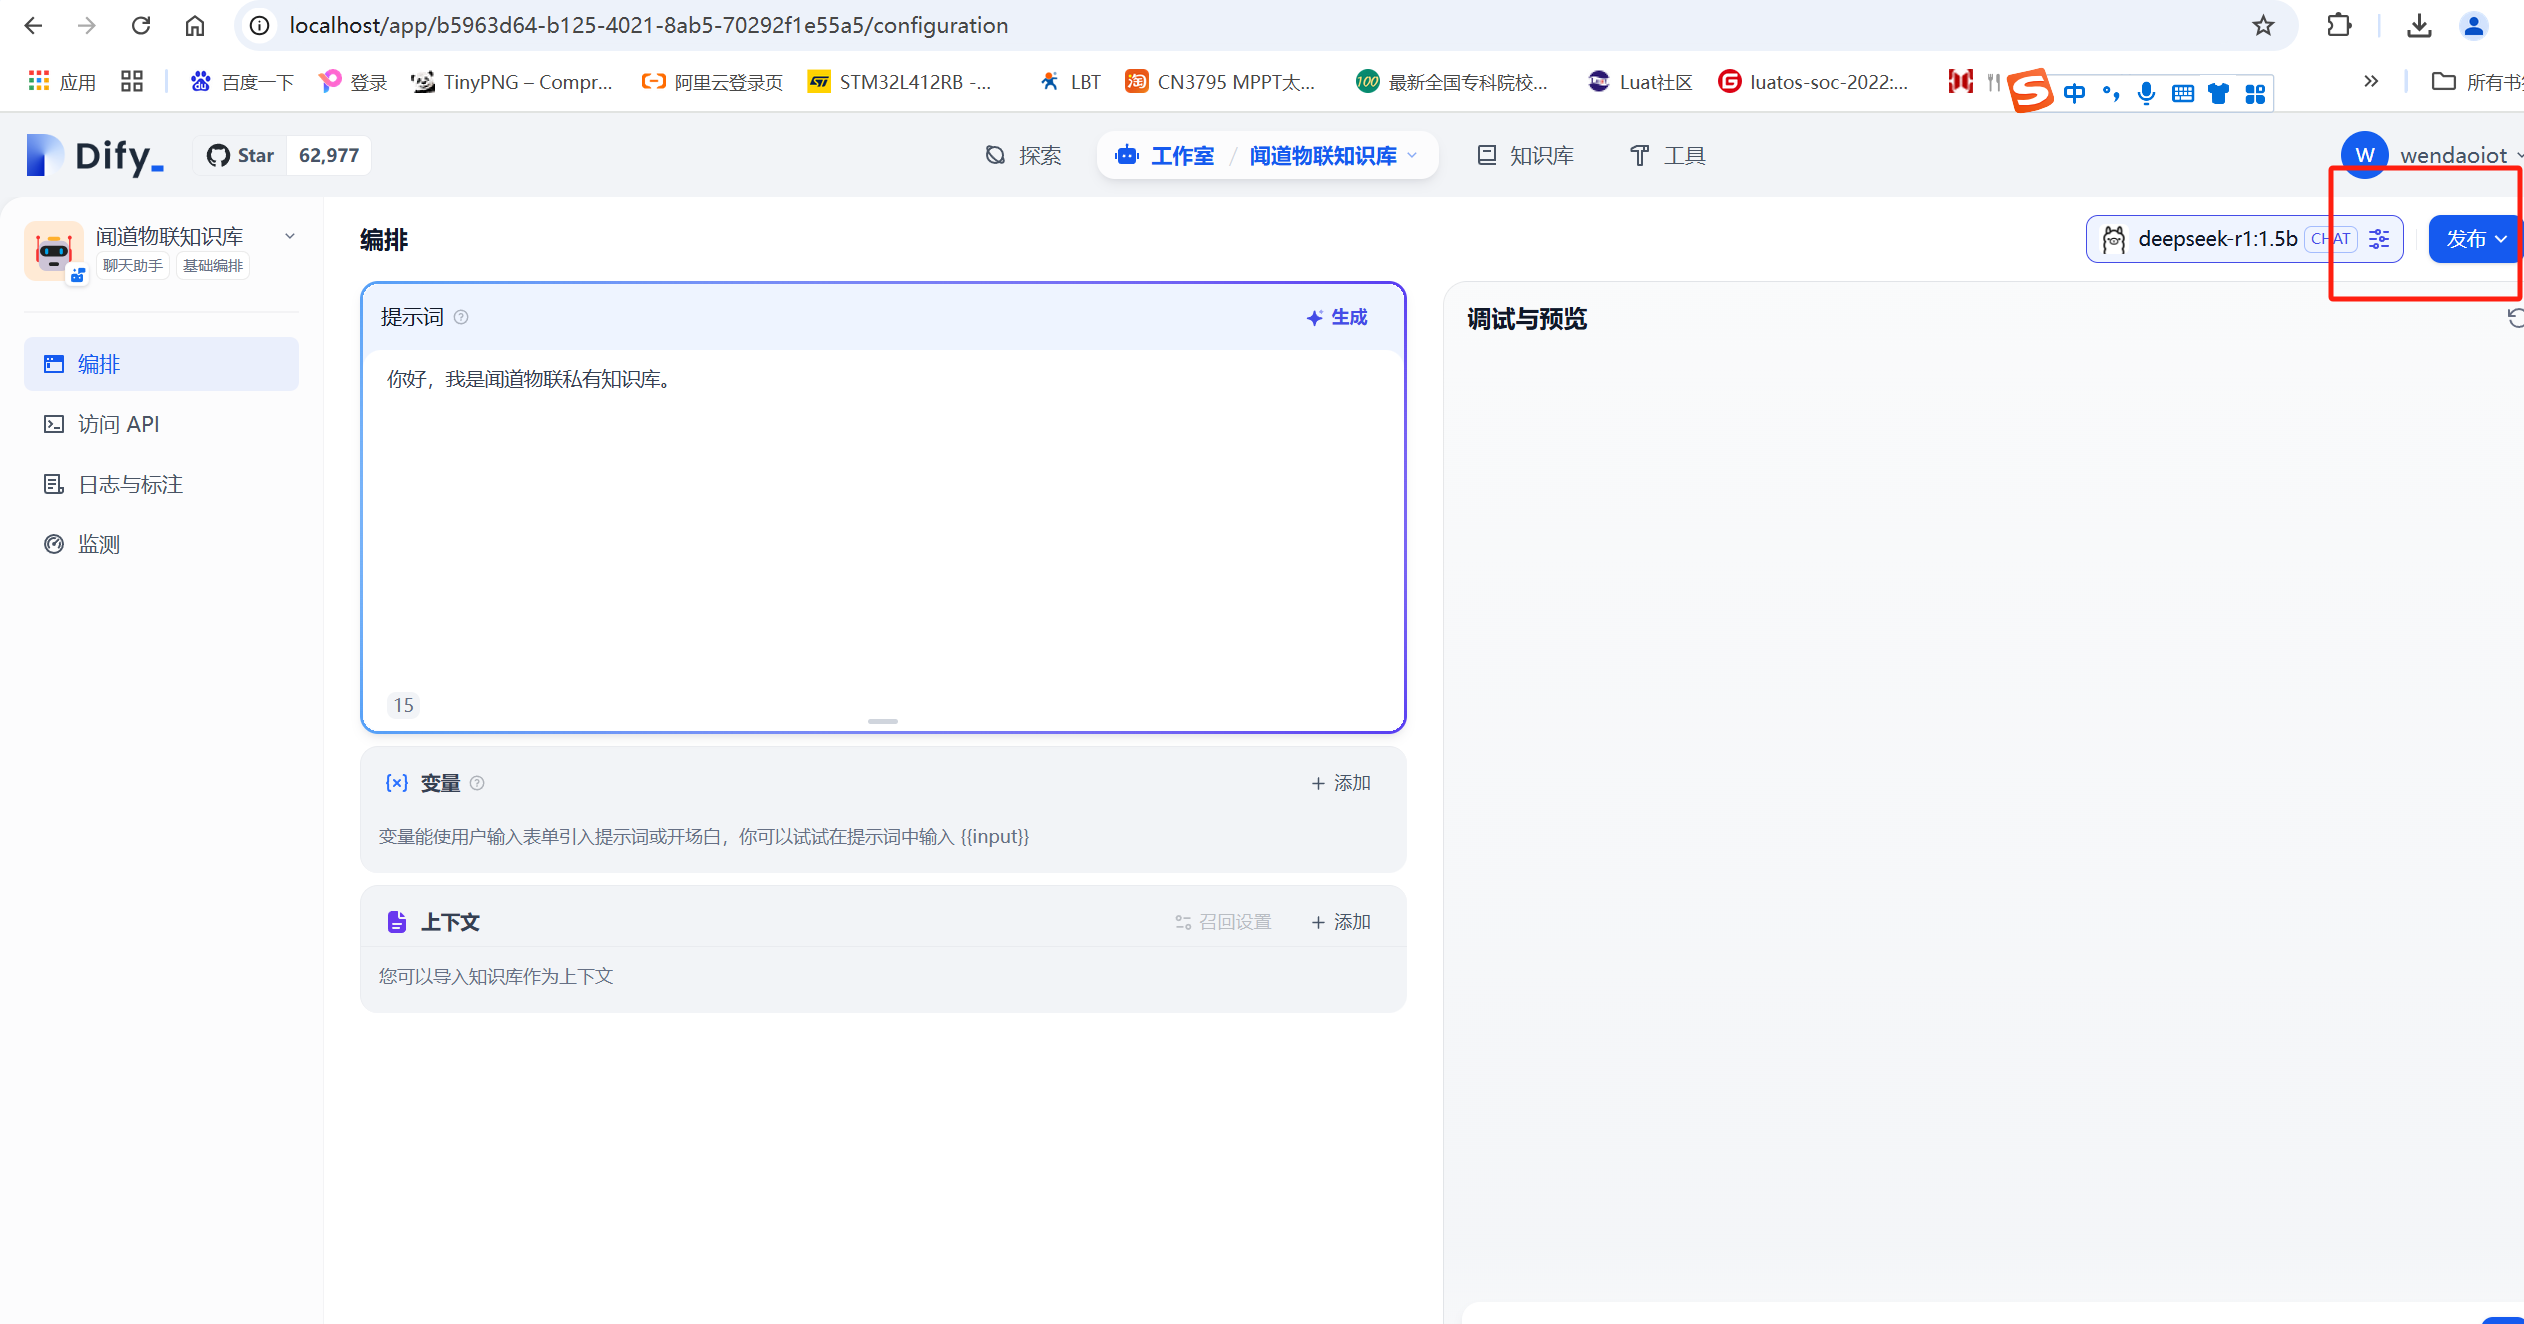 localhost/app/b5963d64-b125-4021-8ab5-70292f1e55a5/configuration
应用 百度一下 登录 TinyPNG – Compr... 阿里云登录页 STM32L412RB -... LBT 淘 CN3795 MPPT太... 100 最新全国专科院校... Luat社区 luatos-soc-2022:... 中 所有书
Dify_ Star 62,977 探索 工作室 / 闻道物联知识库 知识库 工具 W wendaoiot
闻道物联知识库
聊天助手 基础编排
编排
访问 API
日志与标注
监测
编排
deepseek-r1:1.5b CHAT 发布
提示词 生成
你好，我是闻道物联私有知识库。
15
变量 添加
变量能使用户输入表单引入提示词或开场白，你可以试试在提示词中输入 {{input}}
上下文 召回设置 添加
您可以导入知识库作为上下文
调试与预览